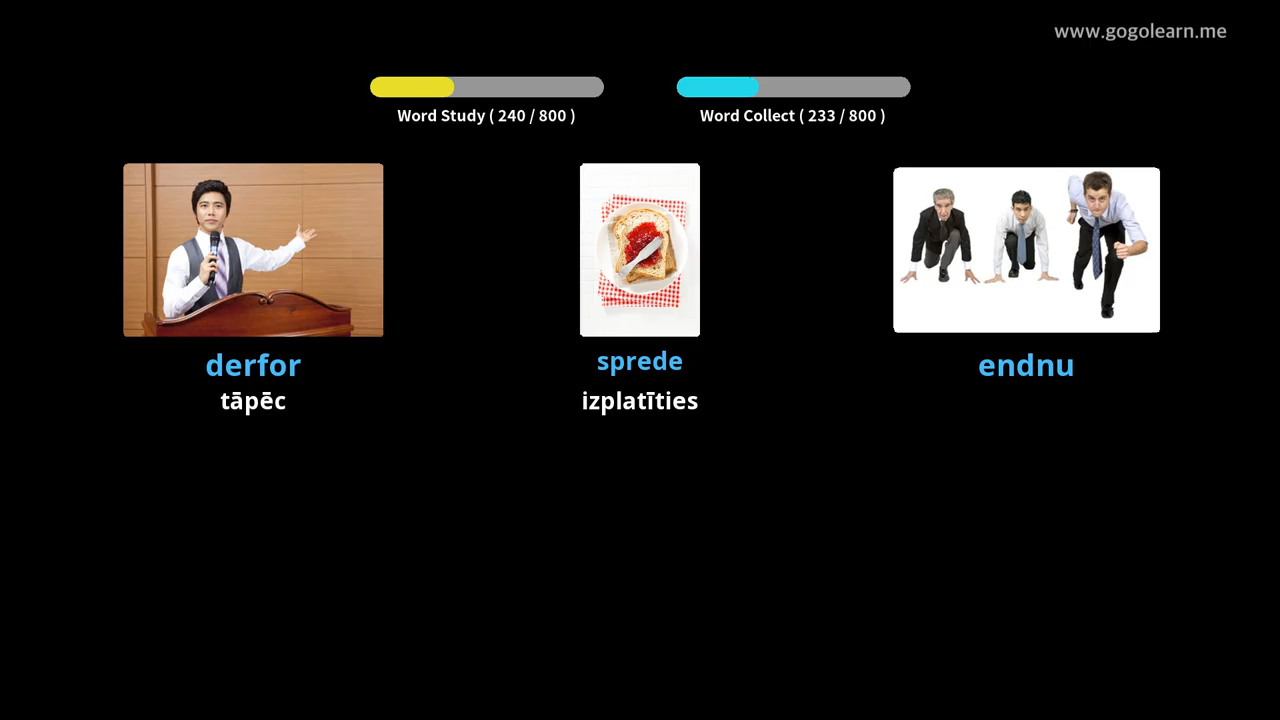 www.gogolearn.me
Word Study ( 240 / 800 )
Word Collect ( 233 / 800 )
derfor
tāpēc
sprede
izplatīties
endnu